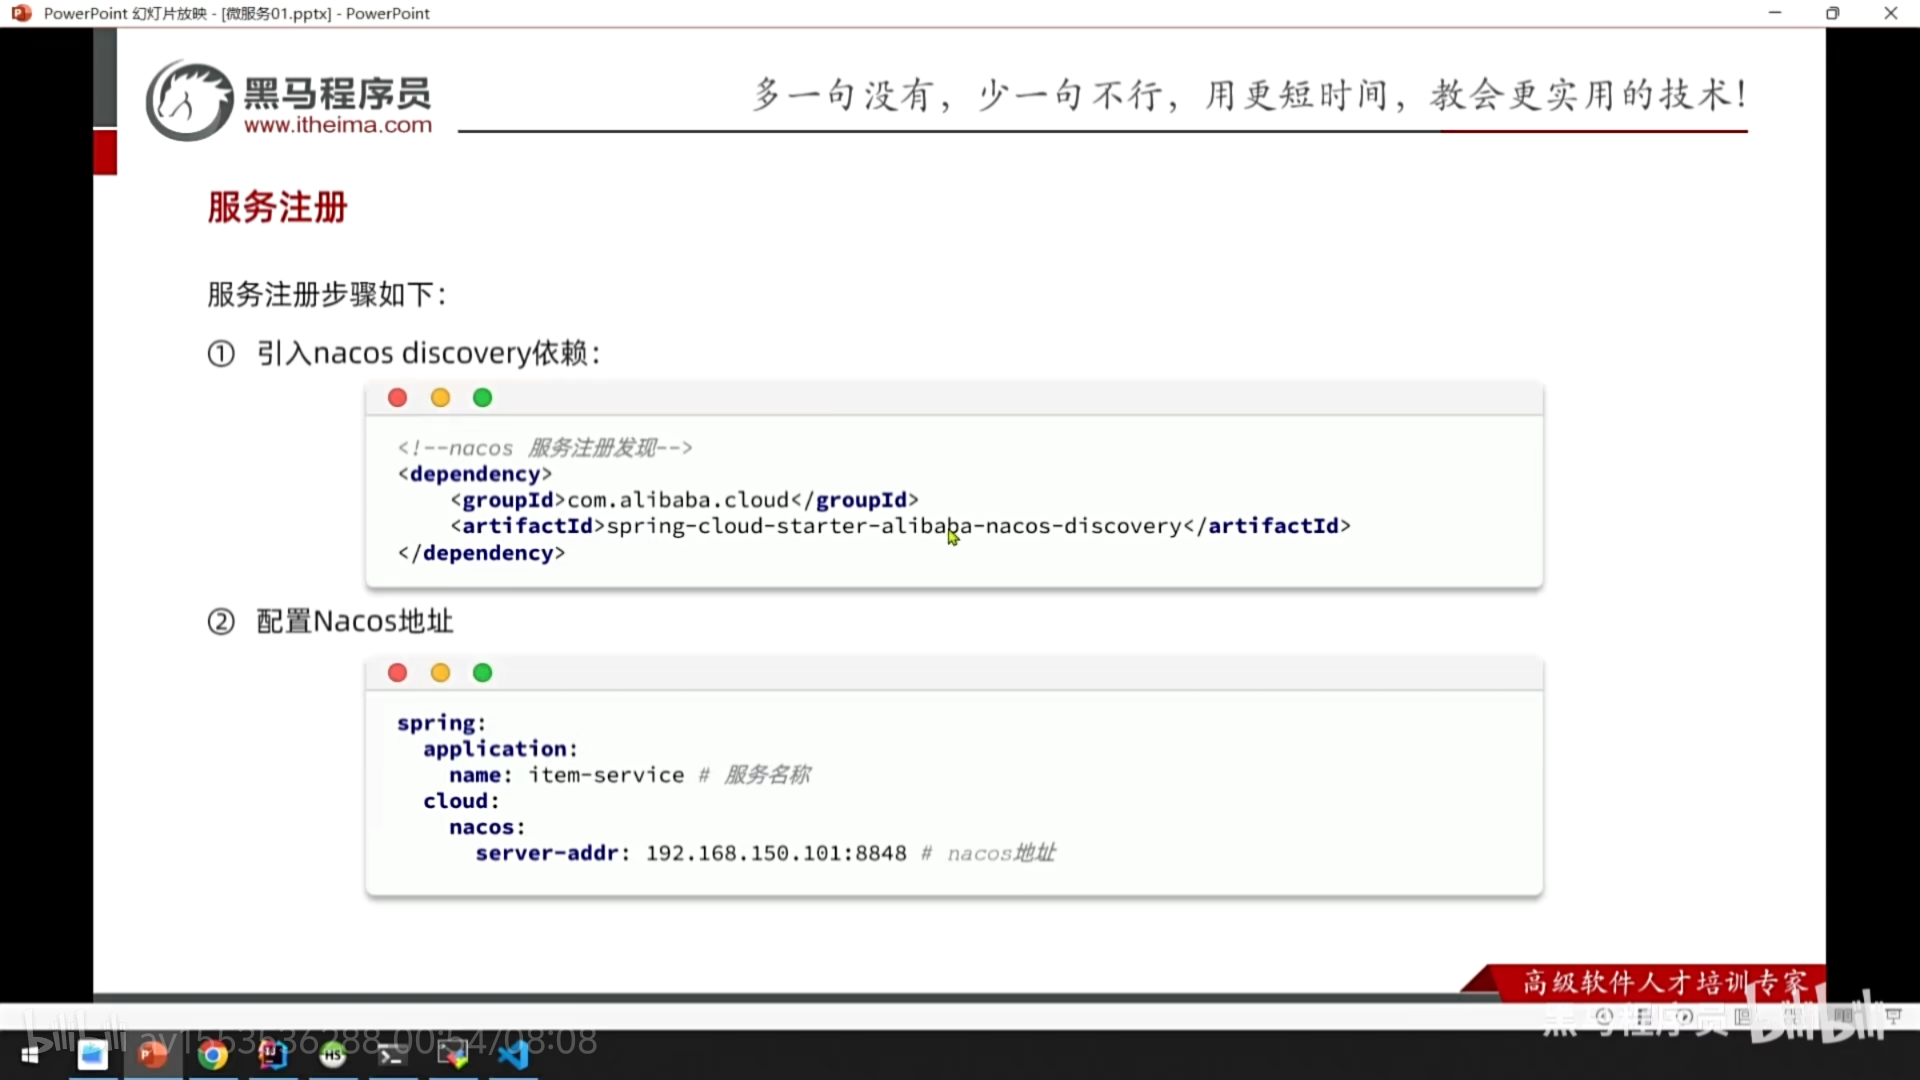 PowerPoint 幻灯片放映 - [微服务01.pptx] - PowerPoint
黑马程序员
www.itheima.com
多一句没有，少一句不行，用更短时间，教会更实用的技术！
服务注册
服务注册步骤如下：
① 引入nacos discovery依赖：
<!--nacos 服务注册发现-->
<dependency>
    <groupId>com.alibaba.cloud</groupId>
    <artifactId>spring-cloud-starter-alibaba-nacos-discovery</artifactId>
</dependency>
② 配置Nacos地址
spring:
  application:
    name: item-service # 服务名称
  cloud:
    nacos:
      server-addr: 192.168.150.101:8848 # nacos地址
高级软件人才培训专家
黑马程序员 bilibili
bilibili av1553536288 00:54/08:08